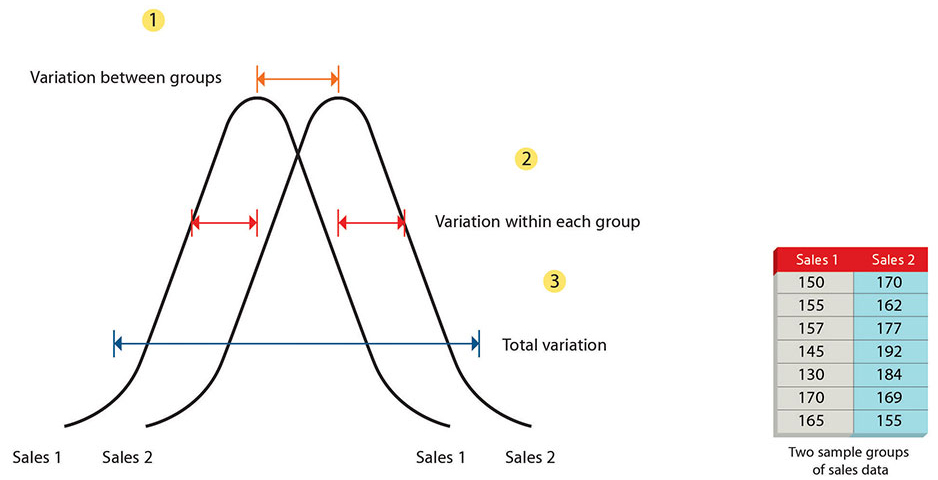 1
Variation between groups
2
Variation within each group
3
Total variation
Sales 1 Sales 2 Sales 1 Sales 2
Sales 1 Sales 2
150 170
155 162
157 177
145 192
130 184
170 169
165 155
Two sample groups
of sales data